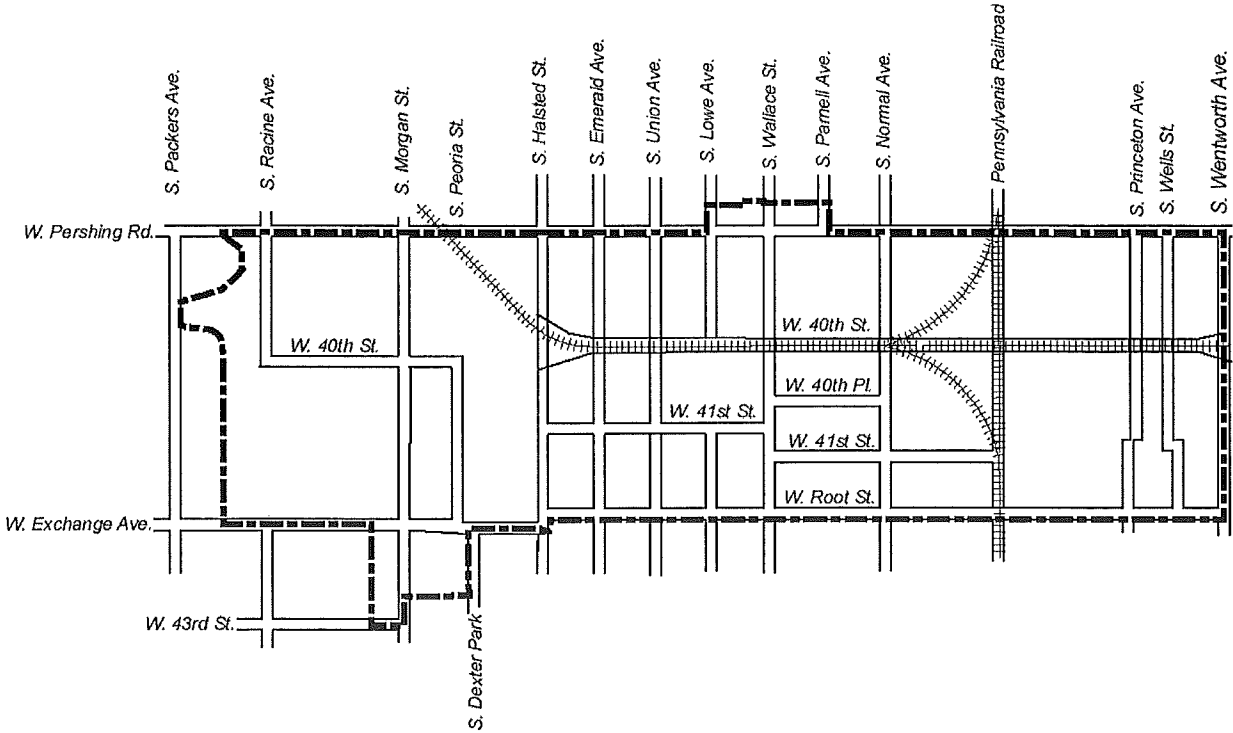 S. Packers Ave.
S. Racine Ave.
S. Morgan St.
S. Peoria St.
S. Halsted St.
S. Emerald Ave.
S. Union Ave.
S. Lowe Ave.
S. Wallace St.
S. Parnell Ave.
S. Normal Ave.
Pennsylvania Railroad
S. Princeton Ave.
S. Wells St.
S. Wentworth Ave.
W. Pershing Rd.
W. 40th St.
W. 40th St.
W. 40th Pl.
W. 41st St.
W. 41st St.
W. Root St.
W. Exchange Ave.
W. 43rd St.
S. Dexter Park